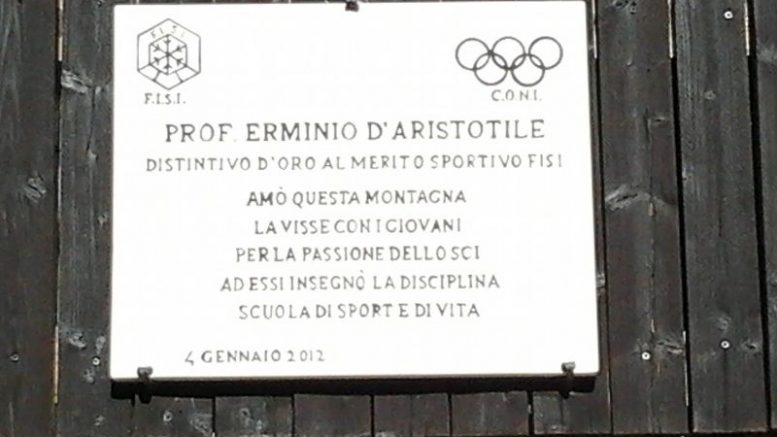 F.I.S.I.
F.I.S.I.
C.O.N.I.
PROF. ERMINIO D'ARISTOTILE
DISTINTIVO D'ORO AL MERITO SPORTIVO FISI
AMÒ QUESTA MONTAGNA
LA VISSE CON I GIOVANI
PER LA PASSIONE DELLO SCI
AD ESSI INSEGNÒ LA DISCIPLINA
SCUOLA DI SPORT E DI VITA
4 GENNAIO 2012